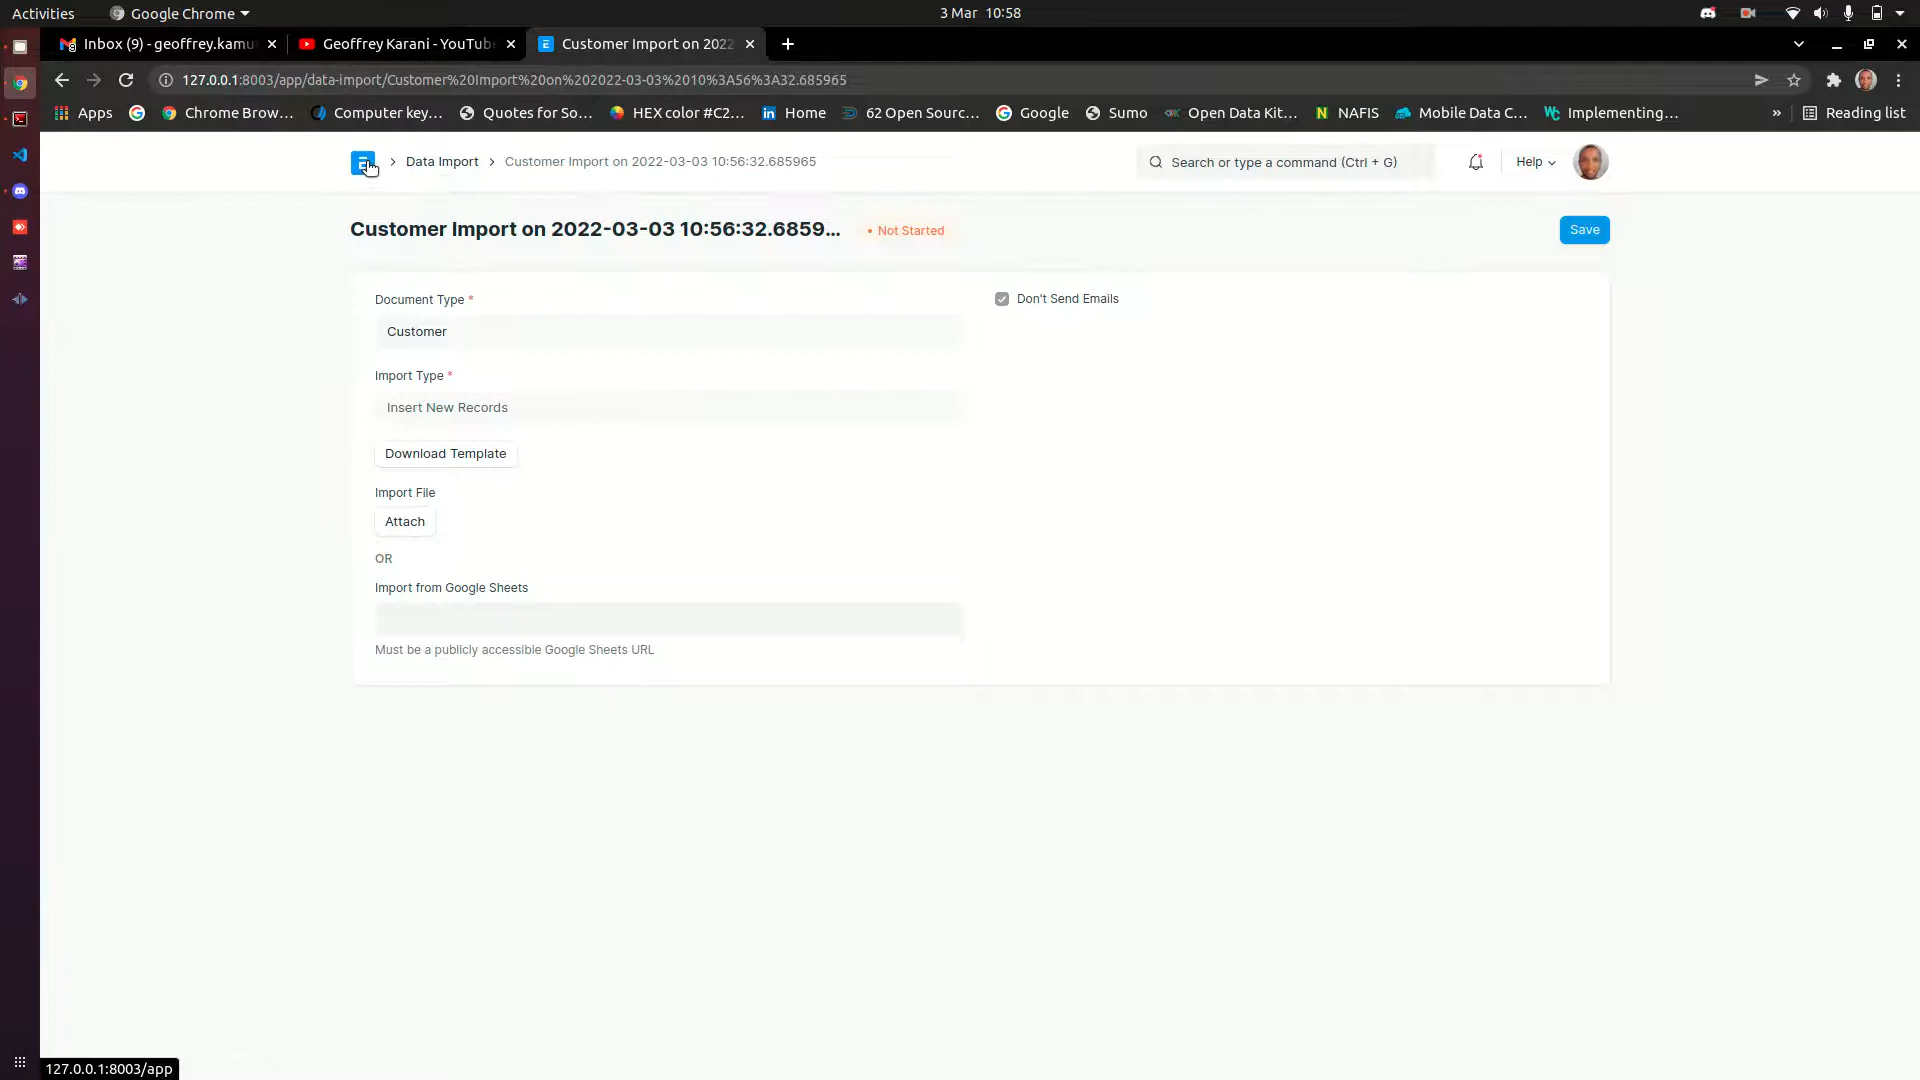 Activities
Google Chrome
3 Mar 10:58
Inbox (9) - geoffrey.kamu
Geoffrey Karani - YouTub
Customer Import on 2022
127.0.0.1:8003/app/data-import/Customer%20Import%20on%202022-03-03%2010%3A56%3A32.685965
Apps
Chrome Brow...
Computer key...
Quotes for So...
HEX color #C2...
Home
62 Open Sourc...
Google
Sumo
Open Data Kit...
NAFIS
Mobile Data C...
Implementing...
»
Reading list
E
Data Import
Customer Import on 2022-03-03 10:56:32.685965
Search or type a command (Ctrl + G)
Help
Customer Import on 2022-03-03 10:56:32.6859...
• Not Started
Save
Document Type *
Customer
Don't Send Emails
Import Type *
Insert New Records
Download Template
Import File
Attach
OR
Import from Google Sheets
Must be a publicly accessible Google Sheets URL
127.0.0.1:8003/app